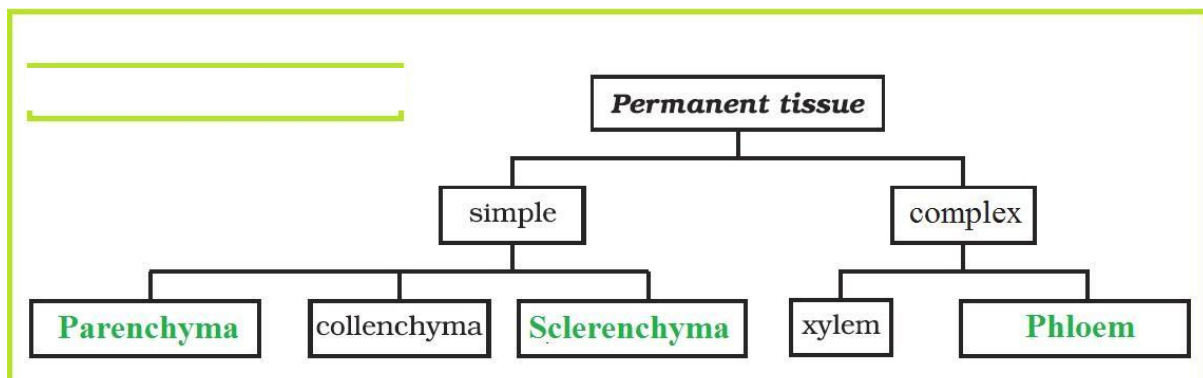 Permanent tissue
simple
complex
Parenchyma
collenchyma
Sclerenchyma
xylem
Phloem